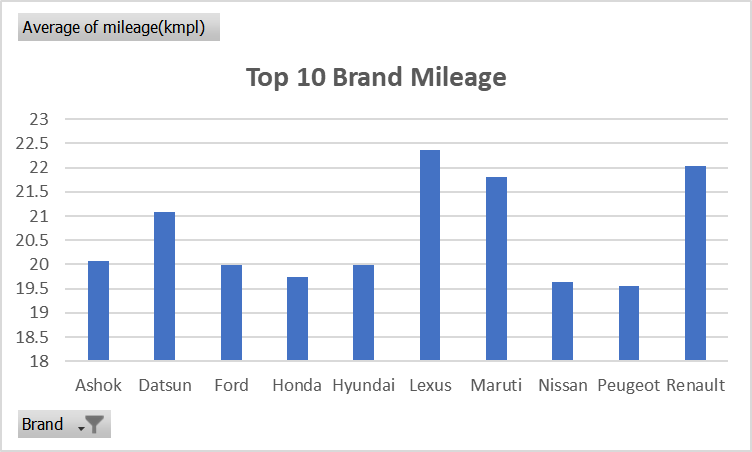 Average of mileage(kmpl)
Top 10 Brand Mileage
23
22.5
22
21.5
21
20.5
20
19.5
19
18.5
18
Ashok Datsun Ford Honda Hyundai Lexus Maruti Nissan Peugeot Renault
Brand